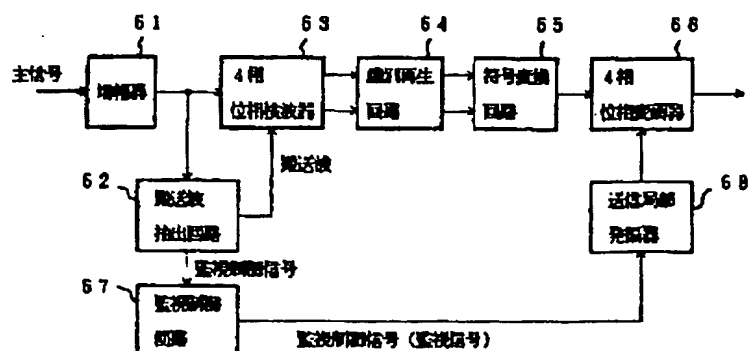 61
63
64
65
66
主信号
増幅器
4相
位相検波器
識別再生
回路
符号変換
回路
4相
位相変調器
搬送波
62
搬送波
抽出回路
68
送信局部
発振器
監視制御信号
67
監視制御
回路
監視制御信号（監視信号）